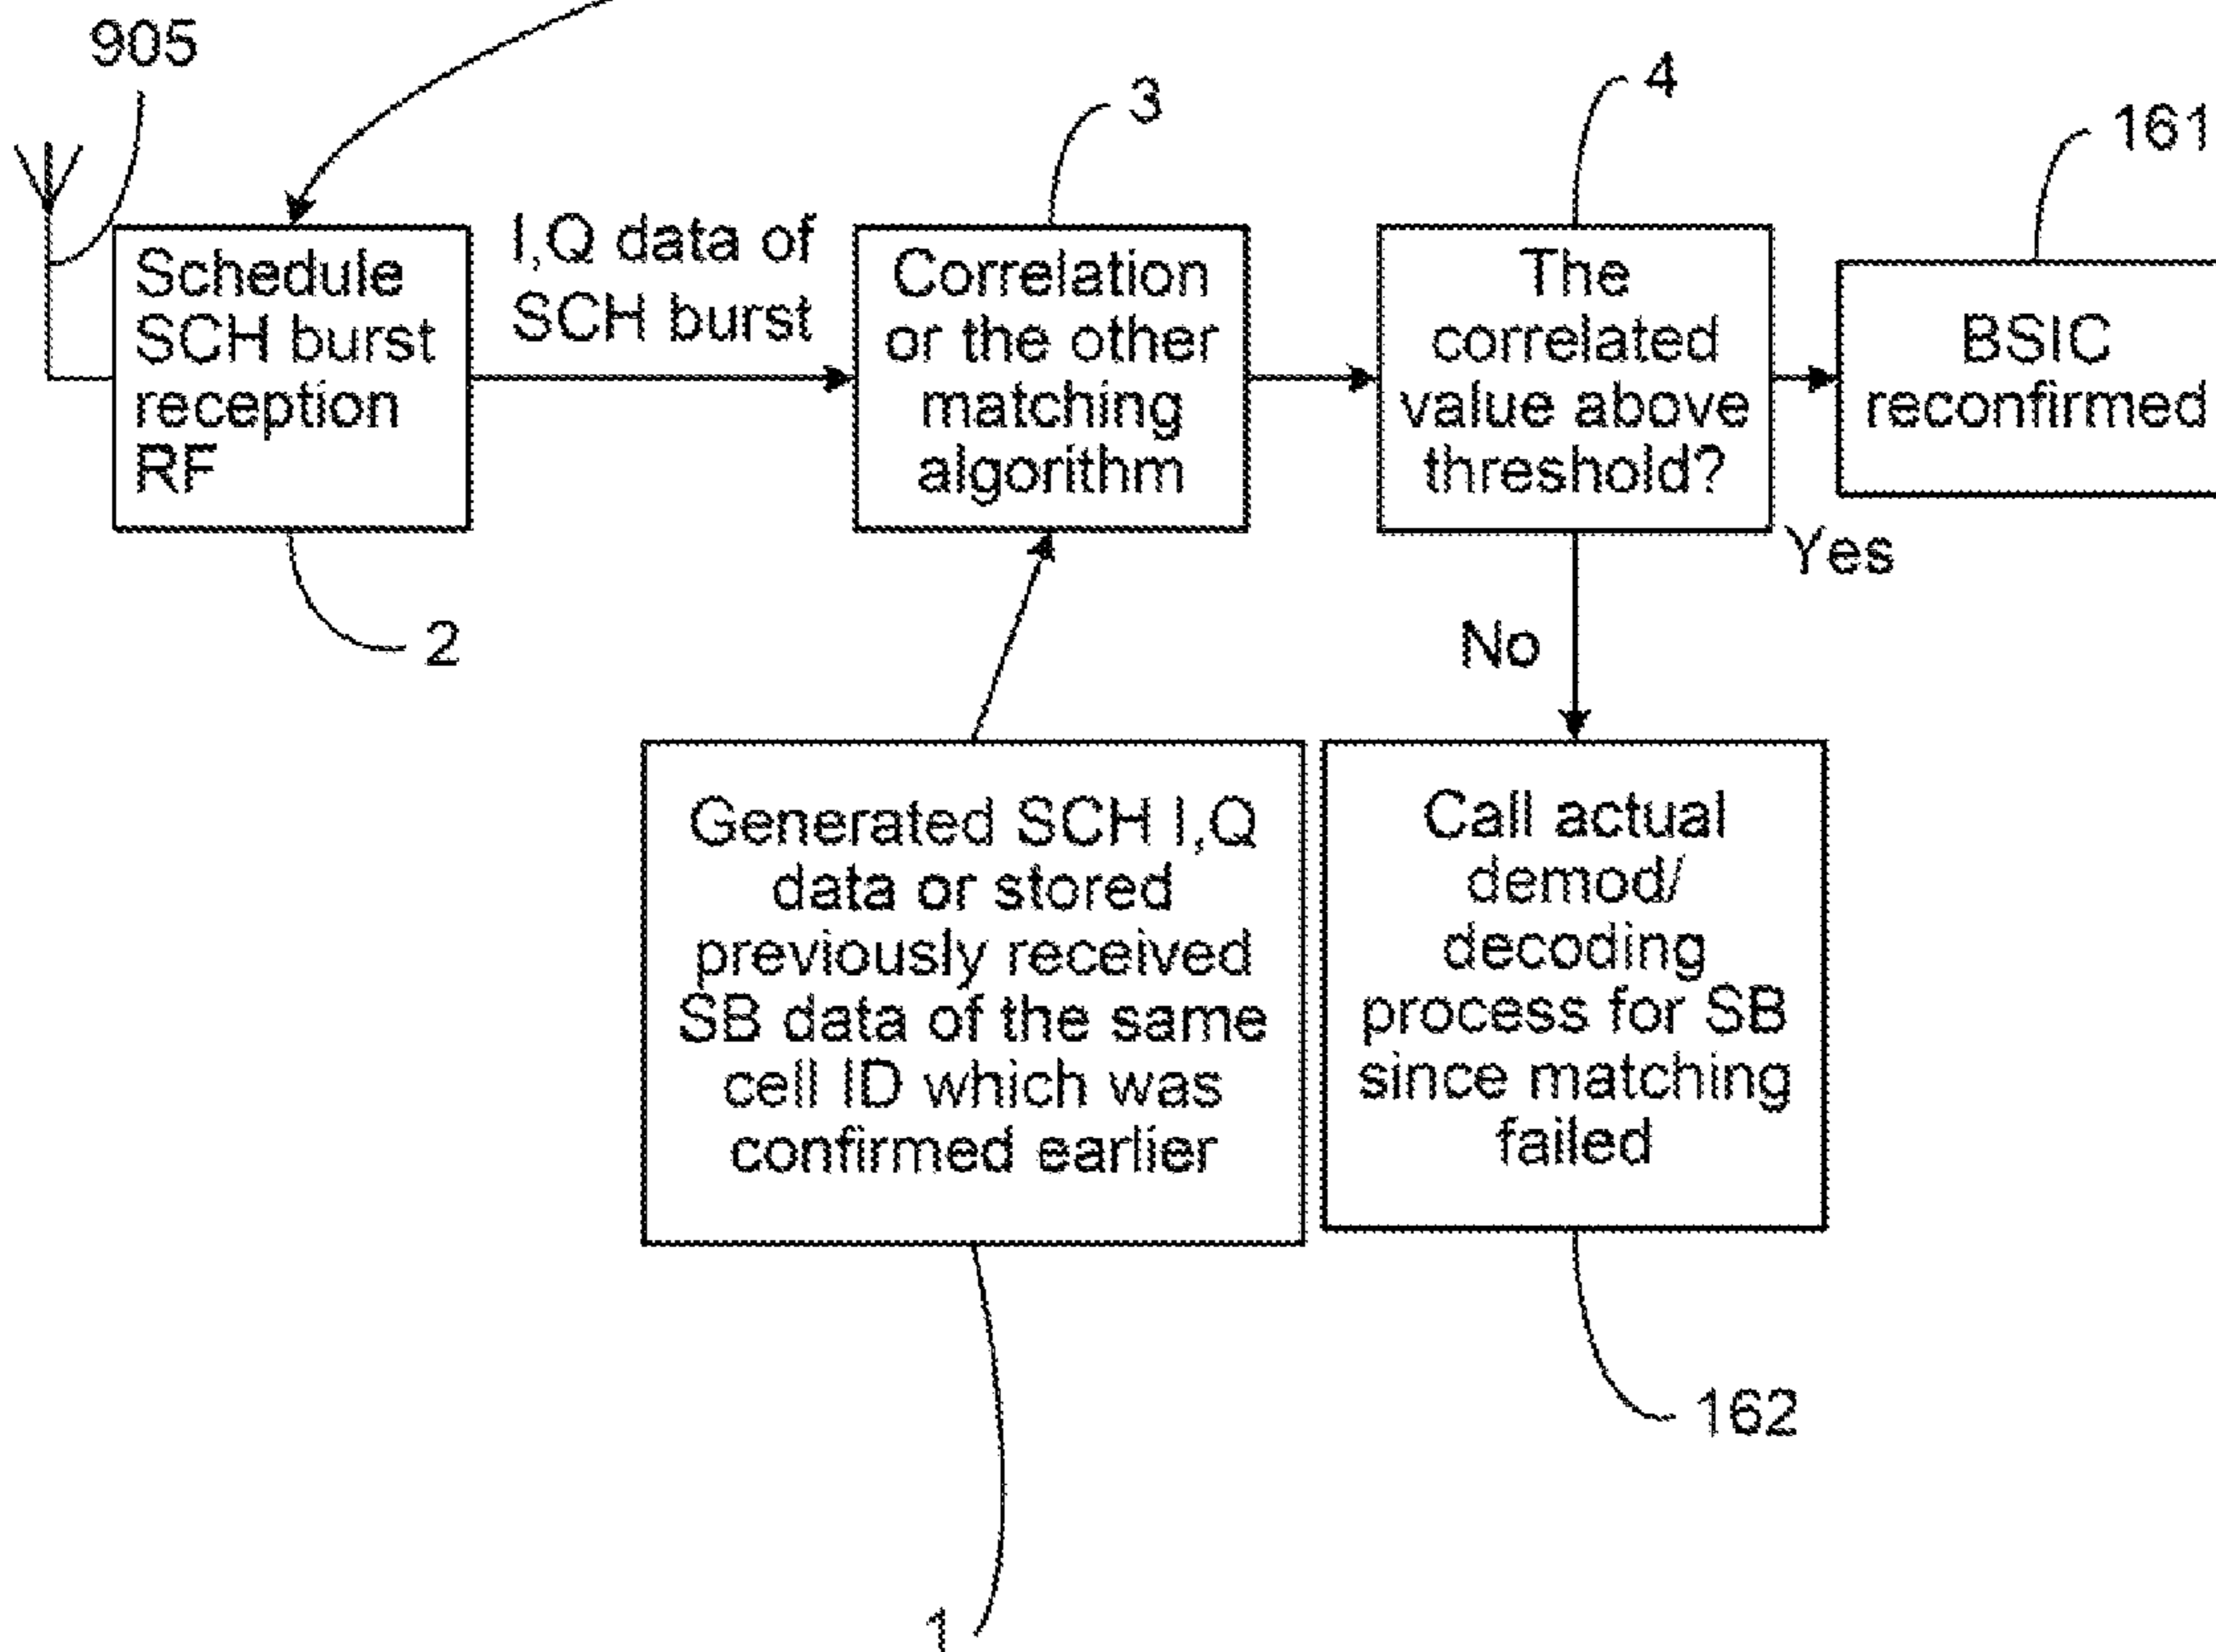 905
3
4
161
Schedule
SCH burst
reception
RF
I,Q data of
SCH burst
Correlation
or the other
matching
algorithm
The
correlated
value above
threshold?
BSIC
reconfirmed
Yes
2
No
Generated SCH I,Q
data or stored
previously received
SB data of the same
cell ID which was
confirmed earlier
Call actual
demod/
decoding
process for SB
since matching
failed
162
1